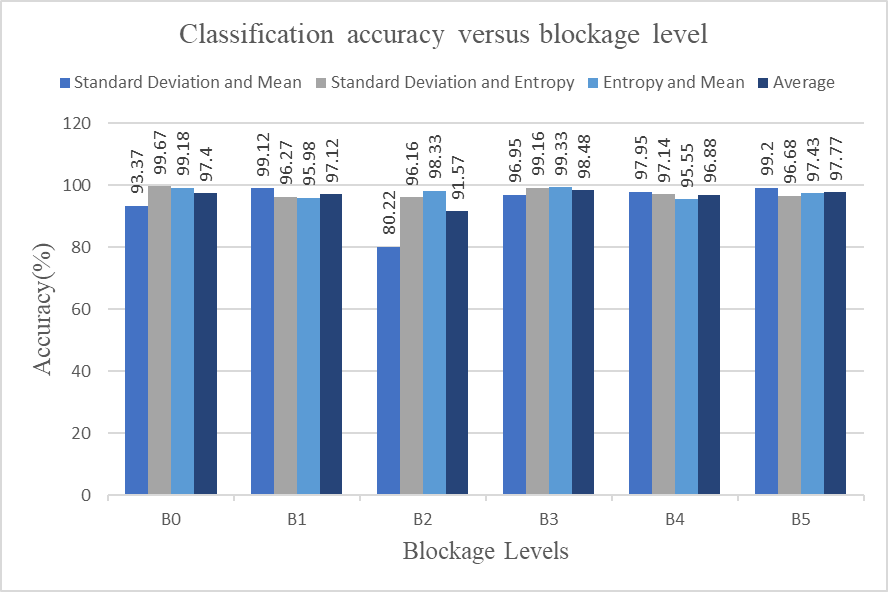 Classification accuracy versus blockage level
Standard Deviation and Mean Standard Deviation and Entropy Entropy and Mean Average
120
100
80
60
40
20
0
Accuracy(%)
93.37 99.67 99.18 97.4
99.12 96.27 95.98 97.12
80.22 96.16 98.33 91.57
96.95 99.16 99.33 98.48
97.95 97.14 95.55 96.88
99.2 96.68 97.43 97.77
B0 B1 B2 B3 B4 B5
Blockage Levels